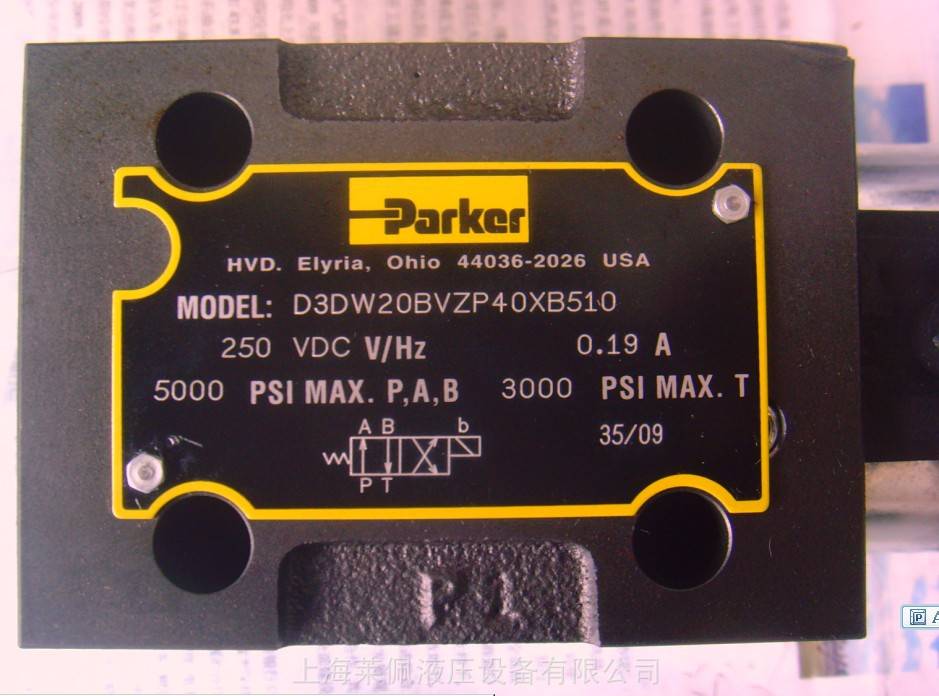 Parker
HVD. Elyria, Ohio 44036-2026 USA
MODEL: D3DW20BVZP40XB510
250 VDC V/Hz 0.19 A
5000 PSI MAX. P,A,B 3000 PSI MAX. T
A B b
35/09
P T
上海莱佩液压设备有限公司